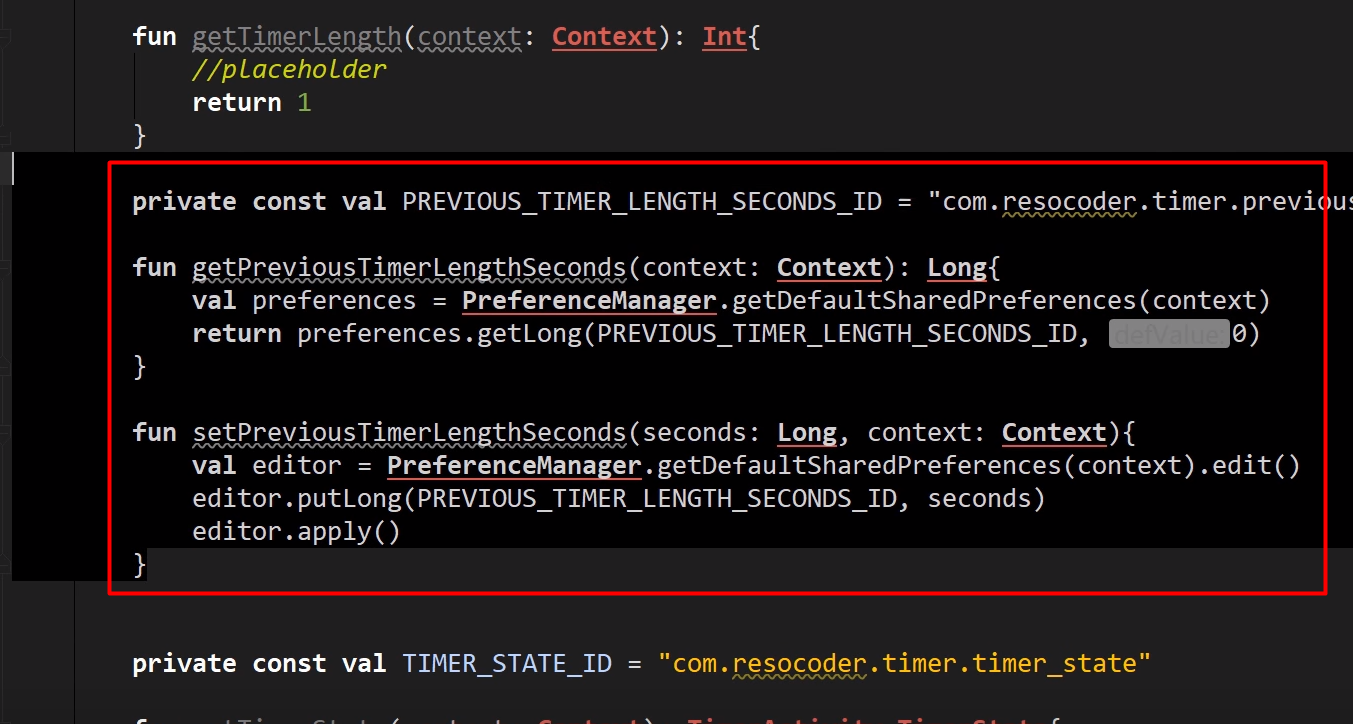 fun getTimerLength(context: Context): Int{
//placeholder
return 1
}
private const val PREVIOUS_TIMER_LENGTH_SECONDS_ID = "com.resocoder.timer.previous
fun getPreviousTimerLengthSeconds(context: Context): Long{
val preferences = PreferenceManager.getDefaultSharedPreferences(context)
return preferences.getLong(PREVIOUS_TIMER_LENGTH_SECONDS_ID, defValue: 0)
}
fun setPreviousTimerLengthSeconds(seconds: Long, context: Context){
val editor = PreferenceManager.getDefaultSharedPreferences(context).edit()
editor.putLong(PREVIOUS_TIMER_LENGTH_SECONDS_ID, seconds)
editor.apply()
}
private const val TIMER_STATE_ID = "com.resocoder.timer.timer_state"